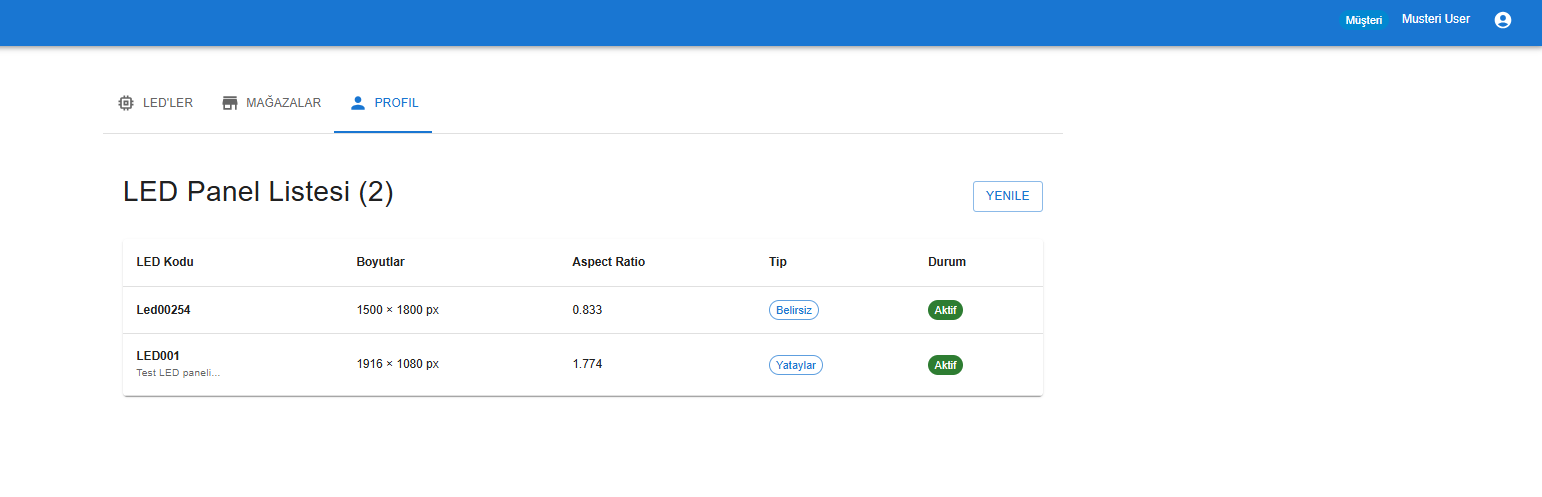 Müşteri Musteri User
LED'LER MAĞAZALAR PROFIL
LED Panel Listesi (2)
YENILE
LED Kodu Boyutlar Aspect Ratio Tip Durum
Led00254 1500 × 1800 px 0.833 Belirsiz Aktif
LED001 1916 × 1080 px 1.774 Yataylar Aktif
Test LED paneli...